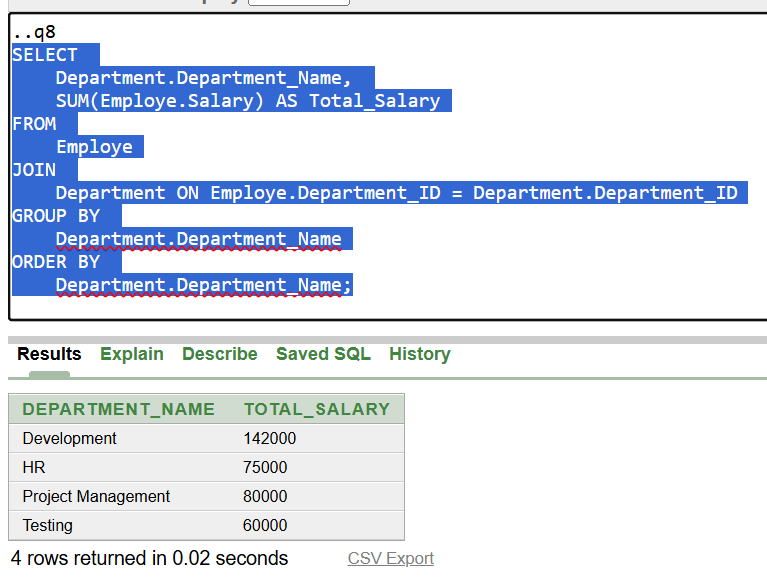 ..q8
SELECT
Department.Department_Name,
SUM(Employe.Salary) AS Total_Salary
FROM
Employe
JOIN
Department ON Employe.Department_ID = Department.Department_ID
GROUP BY
Department.Department_Name
ORDER BY
Department.Department_Name;
Results Explain Describe Saved SQL History
DEPARTMENT_NAME TOTAL_SALARY
Development 142000
HR 75000
Project Management 80000
Testing 60000
4 rows returned in 0.02 seconds CSV Export